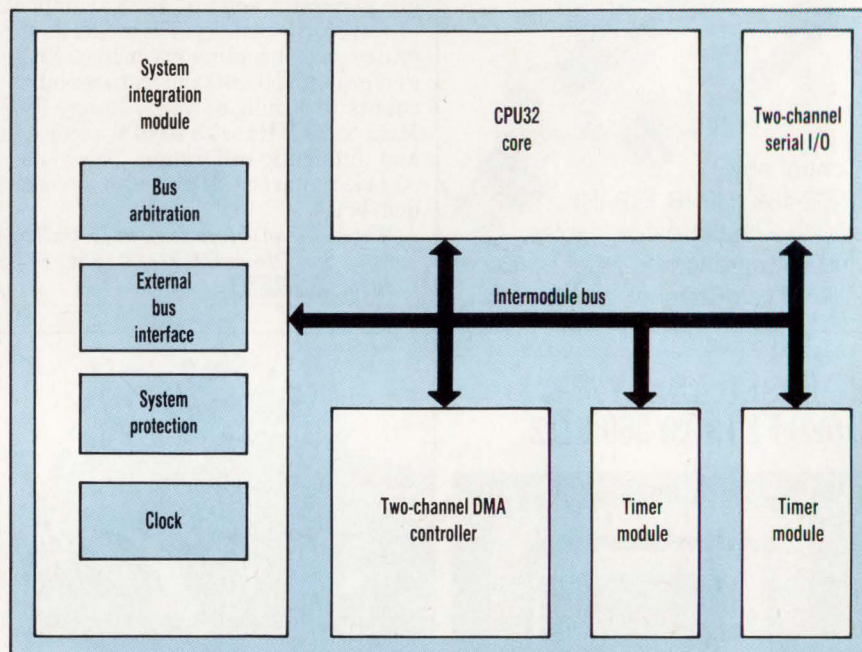 System
integration
module
Bus
arbitration
External
bus
interface
System
protection
Clock
CPU32
core
Two-channel
serial I/O
Intermodule bus
Two-channel DMA
controller
Timer
module
Timer
module